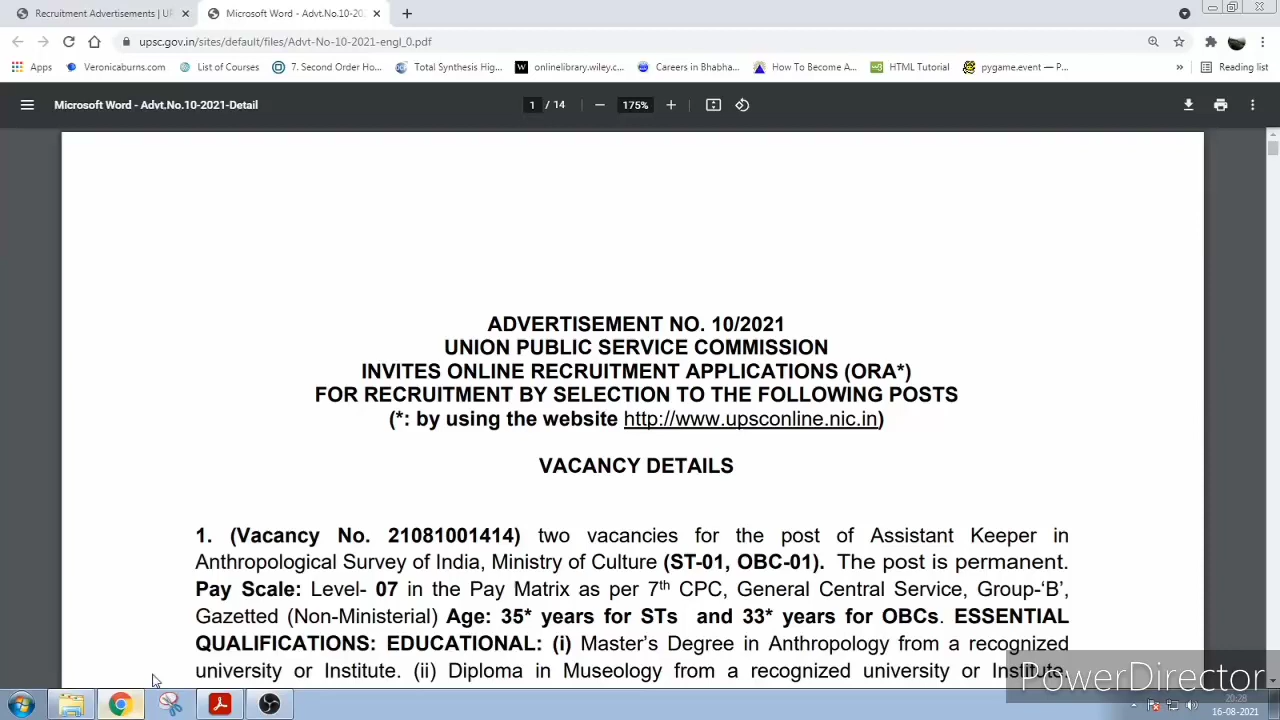 Recruitment Advertisements | UP
Microsoft Word - Advt.No.10-20
upsc.gov.in/sites/default/files/Advt-No-10-2021-engl_0.pdf
Apps
Veronicaburns.com
List of Courses
7. Second Order Ho...
Total Synthesis Hig...
onlinelibrary.wiley.c...
Careers in Bhabha...
How To Become A...
HTML Tutorial
pygame.event — P...
»
Reading list
Microsoft Word - Advt.No.10-2021-Detail
1 / 14
175%
ADVERTISEMENT NO. 10/2021
UNION PUBLIC SERVICE COMMISSION
INVITES ONLINE RECRUITMENT APPLICATIONS (ORA*)
FOR RECRUITMENT BY SELECTION TO THE FOLLOWING POSTS
(*: by using the website http://www.upsconline.nic.in)
VACANCY DETAILS
1. (Vacancy No. 21081001414) two vacancies for the post of Assistant Keeper in
Anthropological Survey of India, Ministry of Culture (ST-01, OBC-01). The post is permanent.
Pay Scale: Level- 07 in the Pay Matrix as per 7th CPC, General Central Service, Group-‘B’,
Gazetted (Non-Ministerial) Age: 35* years for STs and 33* years for OBCs. ESSENTIAL
QUALIFICATIONS: EDUCATIONAL: (i) Master’s Degree in Anthropology from a recognized
university or Institute. (ii) Diploma in Museology from a recognized university or Institute.
PowerDirector
20:28
16-08-2021